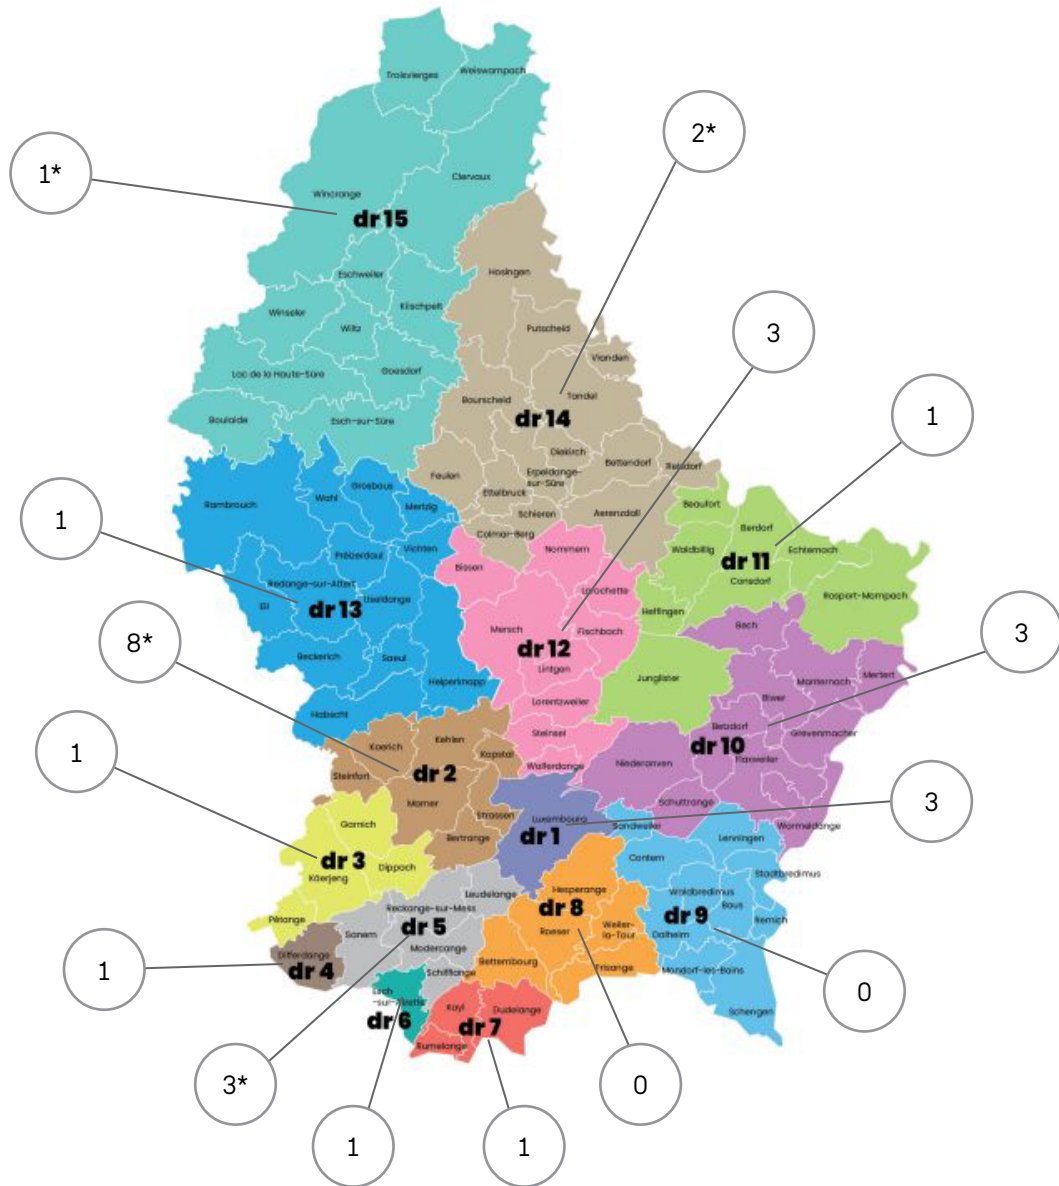 Troisvierges
Weiswampach
2*
1*
Clervaux
Wincrange
dr 15
Hosingen
Eschweiler
Kiischpelt
Winseler
Wiltz
Putscheid
3
Vianden
Lac de la Haute-Sûre
Goesdorf
Tandel
Bourscheid
dr 14
1
Boulaide
Esch-sur-Sûre
Diekirch
Bettendorf
Reisdorf
Feulen
Erpeldange-
sur-Sûre
Grosbous
Ettelbruck
Rambrouch
Wahl
Mertzig
Schieren
Aerenzdall
Beaufort
1
Colmar-Berg
Berdorf
Vichten
Nommern
Waldbillig
Echternach
Préizerdaul
Bissen
dr 11
Consdorf
Redange-sur-Attert
Larochette
Useldange
Rosport-Mompach
Ell
dr 13
Heffingen
Mersch
Fischbach
Bech
3
8*
dr 12
Beckerich
Saeul
Lintgen
Manternach
Mertert
Helperknapp
Junglister
Biwer
Lorentzweiler
Habscht
Betzdorf
Grevenmacher
Steinsel
Kehlen
Koerich
dr 10
Kopstal
1
Flaxweiler
Walferdange
Niederanven
dr 2
Steinfort
Mamer
Schuttrange
3
Strassen
Luxembourg
Garnich
Sandweiler
Wormeldange
dr 1
Bertrange
Lenningen
dr 3
Contern
Dippach
Käerjeng
Stadtbredimus
Leudelange
Hesperange
Waldbredimus
Reckange-sur-Mess
Bous
dr 8
Pétange
dr 5
dr 9
Remich
Sanem
Roeser
Weiler-
la-Tour
Dalheim
Mondercange
Differdange
1
dr 4
Bettembourg
Frisange
Mondorf-les-Bains
Schifflange
0
Esch
-sur-Alzette
Kayl
Dudelange
Schengen
dr 6
dr 7
Rumelange
3*
0
1
1